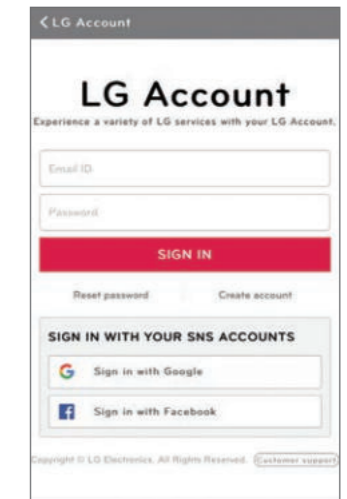 LG Account
LG Account
Experience a variety of LG services with your LG Account.
Email ID
Password
SIGN IN
Reset password
Create account
SIGN IN WITH YOUR SNS ACCOUNTS
Sign in with Google
Sign in with Facebook
Copyright © LG Electronics. All Rights Reserved. Customer support